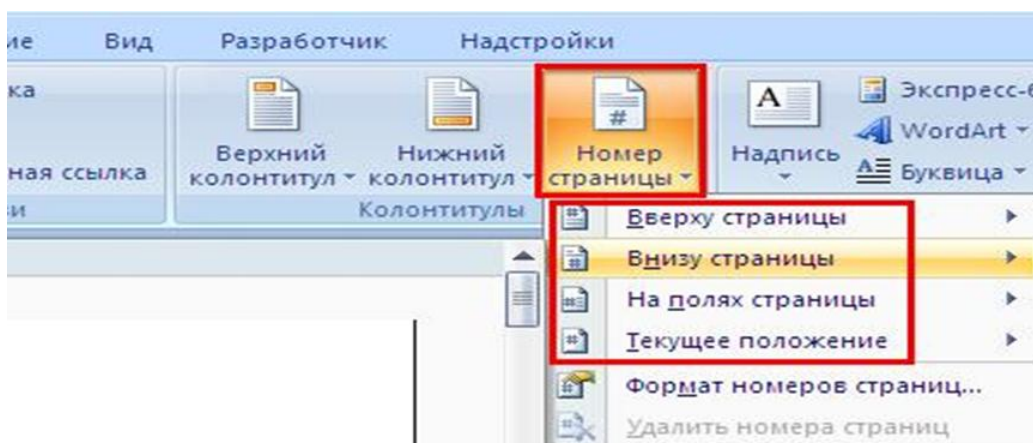 ие Вид Разработчик Надстройки
ка
ная ссылка
Верхний колонтитул
Нижний колонтитул
Номер страницы
#
A
Надпись
Экспресс-б
WordArt
Буквица
Колонтитулы
Вверху страницы
Внизу страницы
На полях страницы
Текущее положение
Формат номеров страниц...
Удалить номера страниц